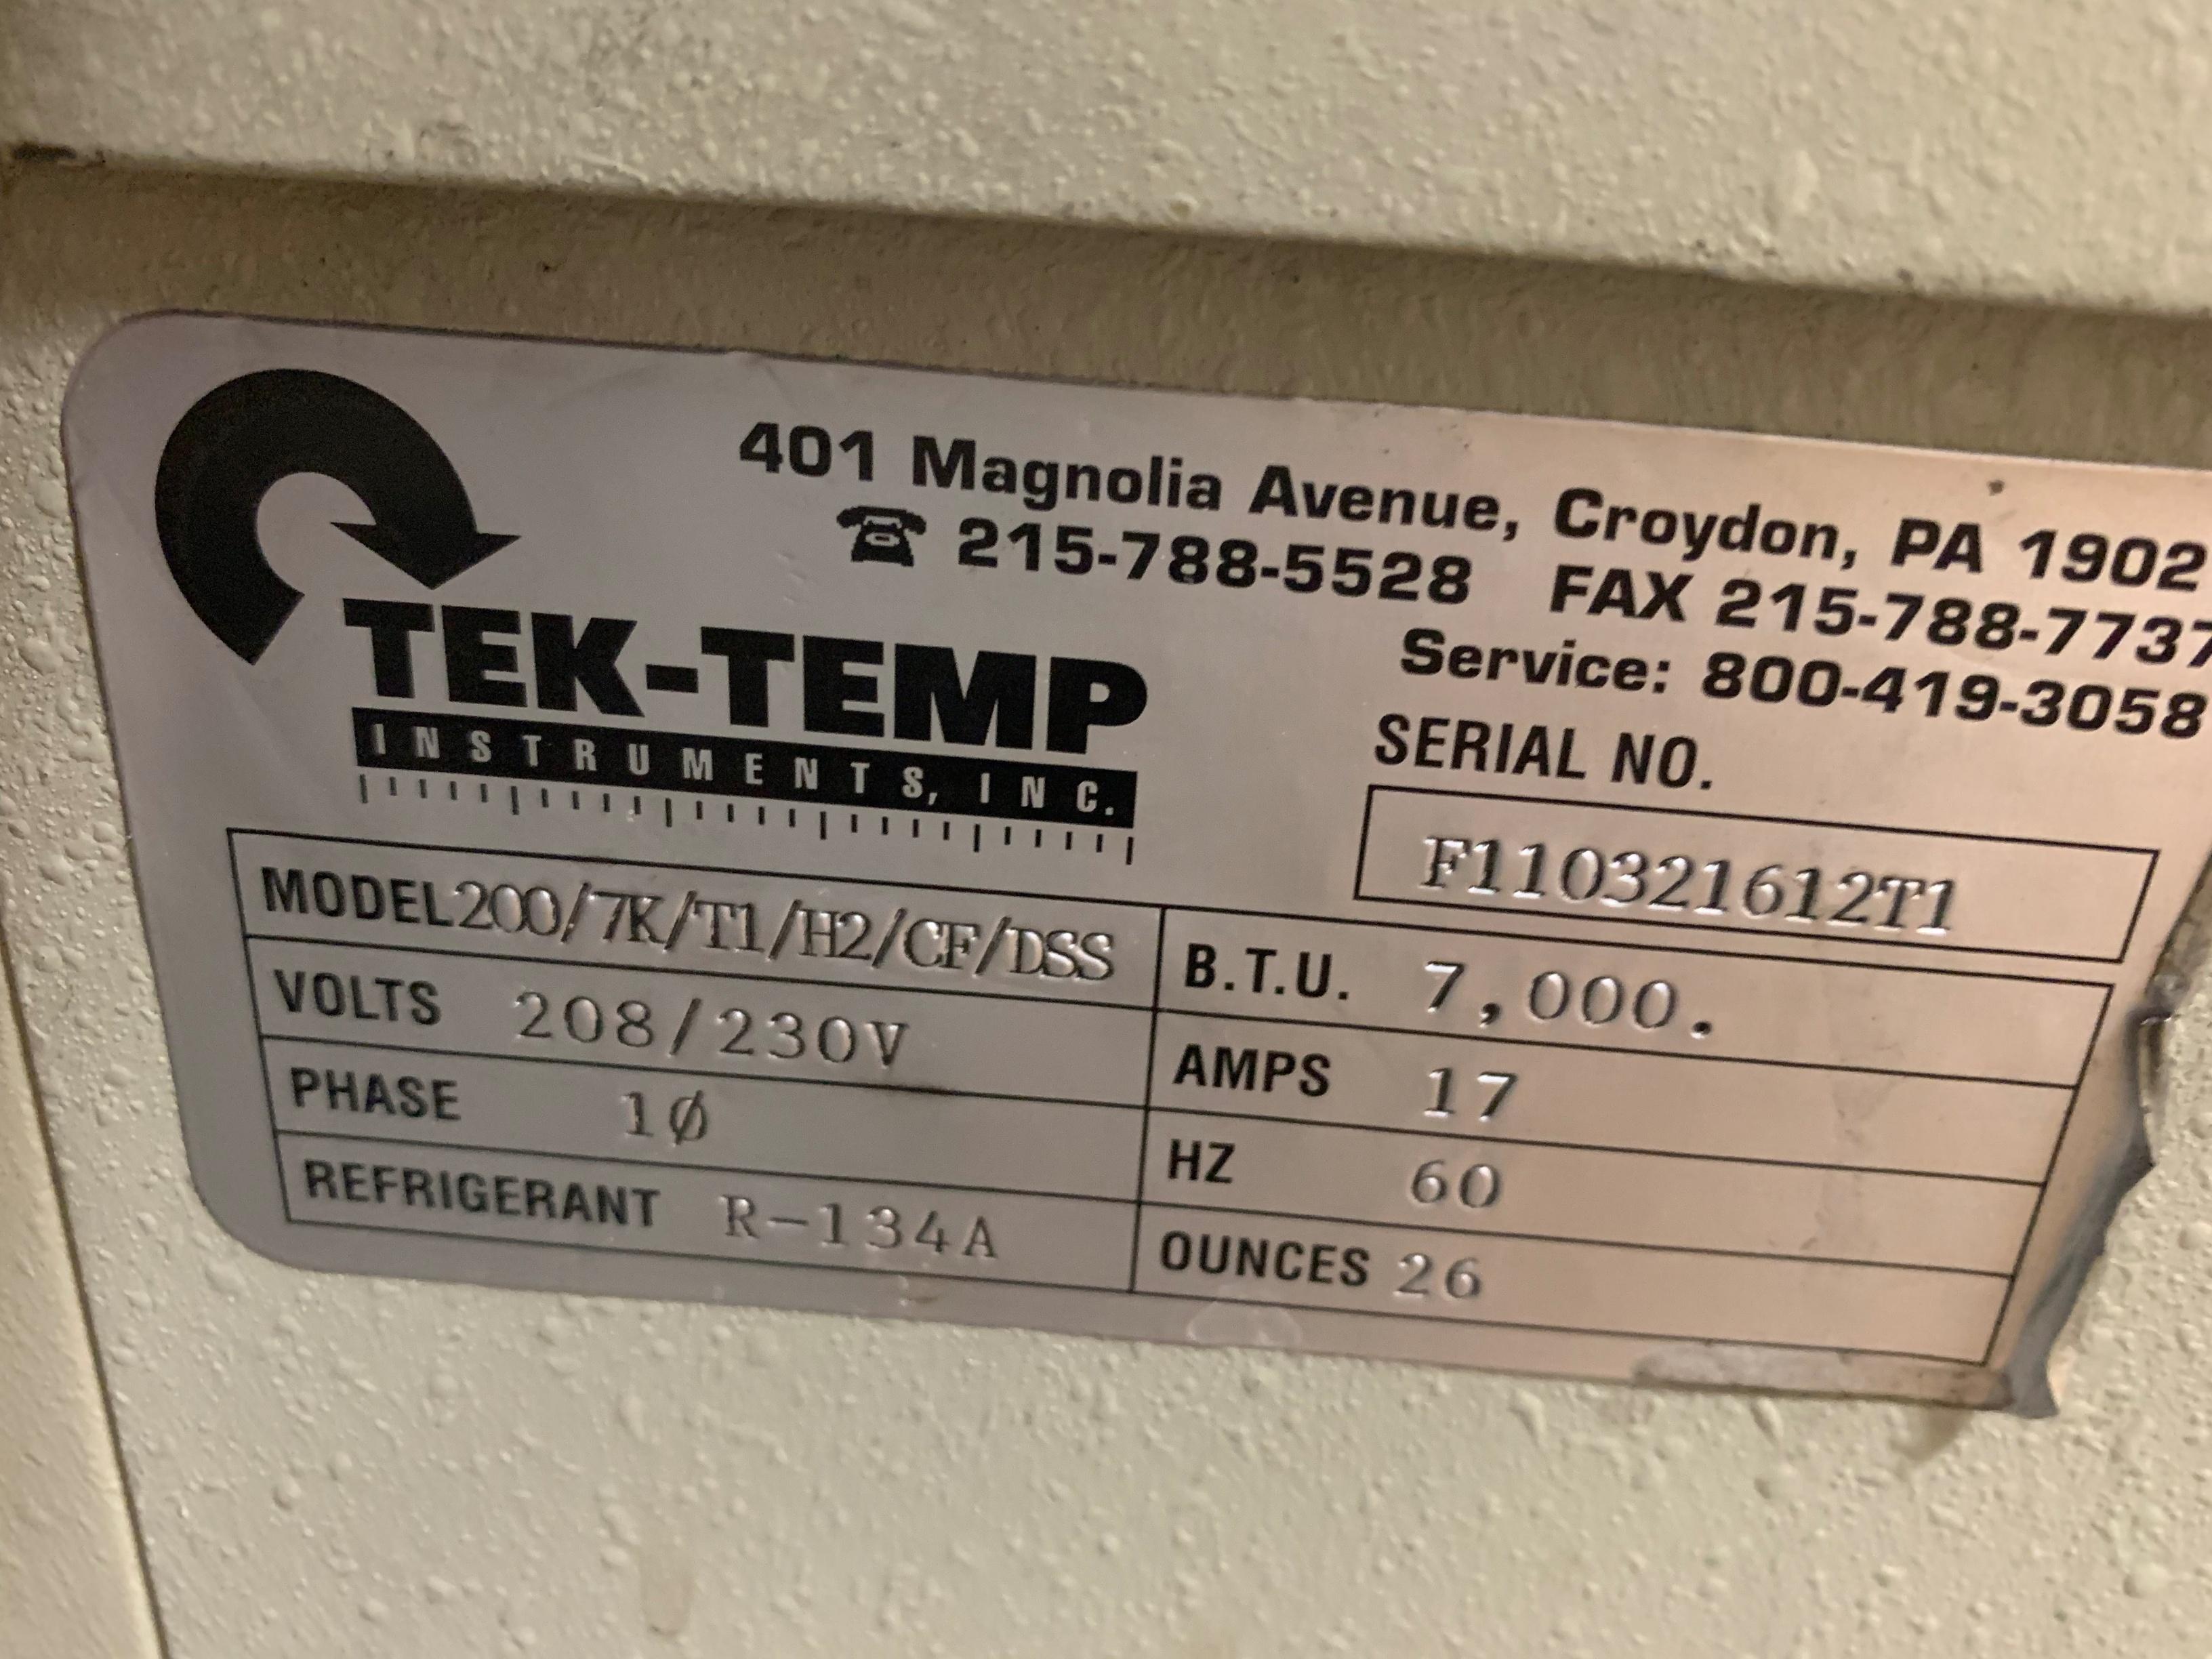 401 Magnolia Avenue, Croydon, PA 1902
☎ 215-788-5528 FAX 215-788-7737
Service: 800-419-3058
TEK-TEMP
INSTRUMENTS, INC.
SERIAL NO.
F110321612T1
MODEL 200/7K/T1/H2/CF/DSS
B.T.U. 7,000.
VOLTS 208/230V
AMPS 17
PHASE 1Ø
HZ 60
REFRIGERANT R-134A
OUNCES 26